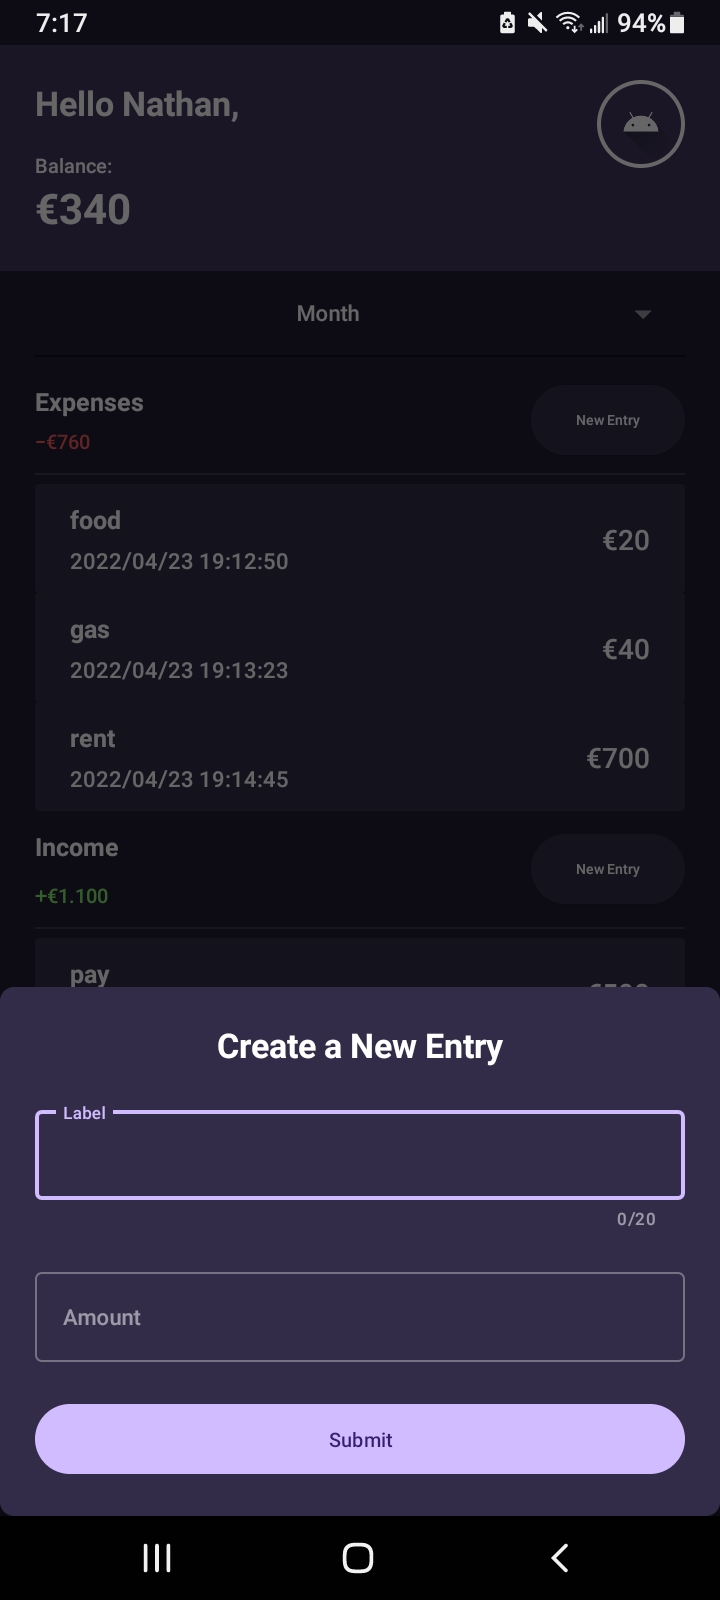 7:17 94%
Hello Nathan,
Balance:
€340
Month
Expenses
New Entry
−€760
food
€20
2022/04/23 19:12:50
gas
€40
2022/04/23 19:13:23
rent
€700
2022/04/23 19:14:45
Income
New Entry
+€1.100
pay
Create a New Entry
Label
0/20
Amount
Submit